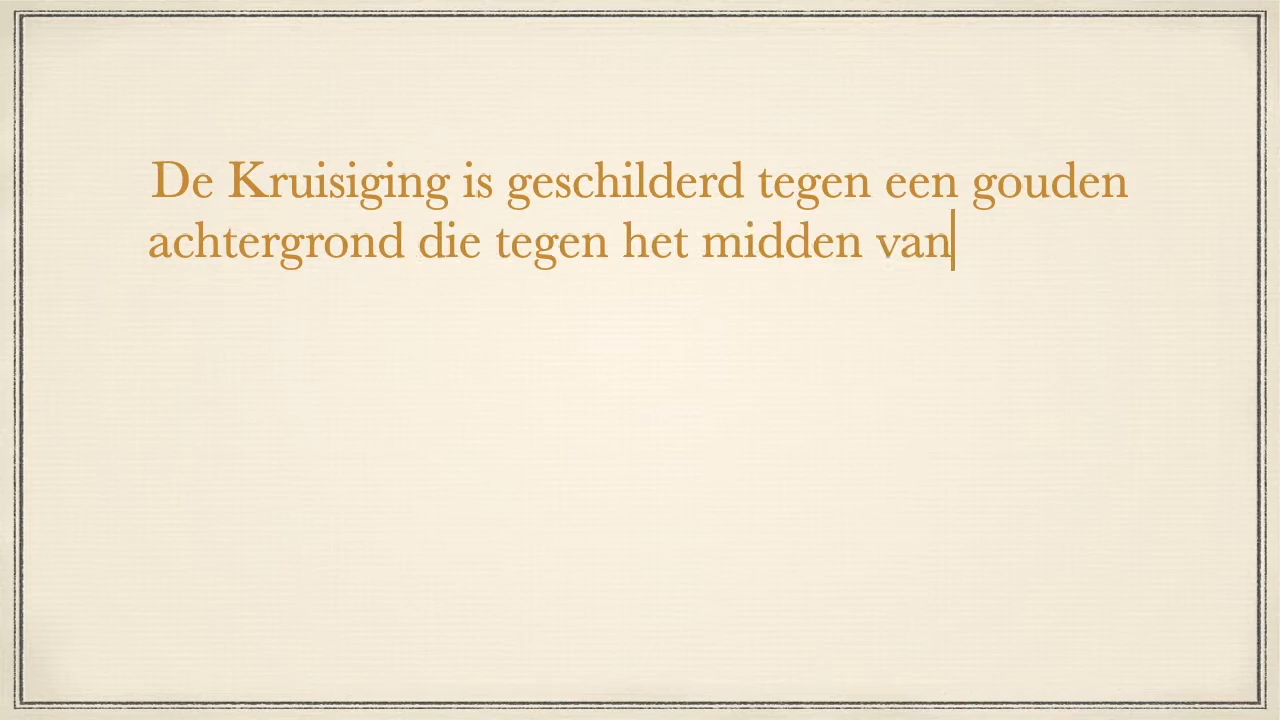 De Kruisiging is geschilderd tegen een gouden
achtergrond die tegen het midden van